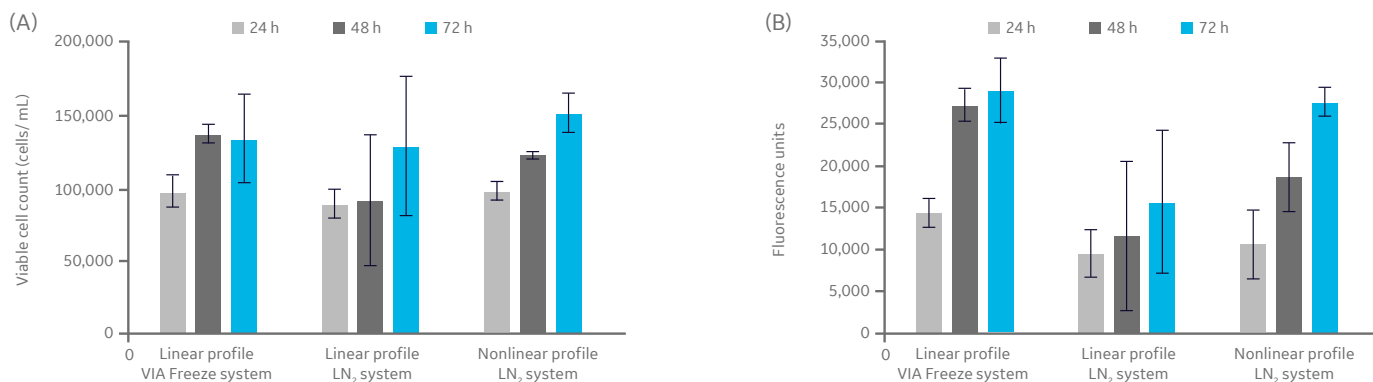 (A)
24 h 48 h 72 h
Viable cell count (cells/ mL)
200,000
150,000
100,000
50,000
0
0
Linear profile
VIA Freeze system
Linear profile
LN₂ system
Nonlinear profile
LN₂ system
(B)
24 h 48 h 72 h
Fluorescence units
35,000
30,000
25,000
20,000
15,000
10,000
5,000
0
0
Linear profile
VIA Freeze system
Linear profile
LN₂ system
Nonlinear profile
LN₂ system